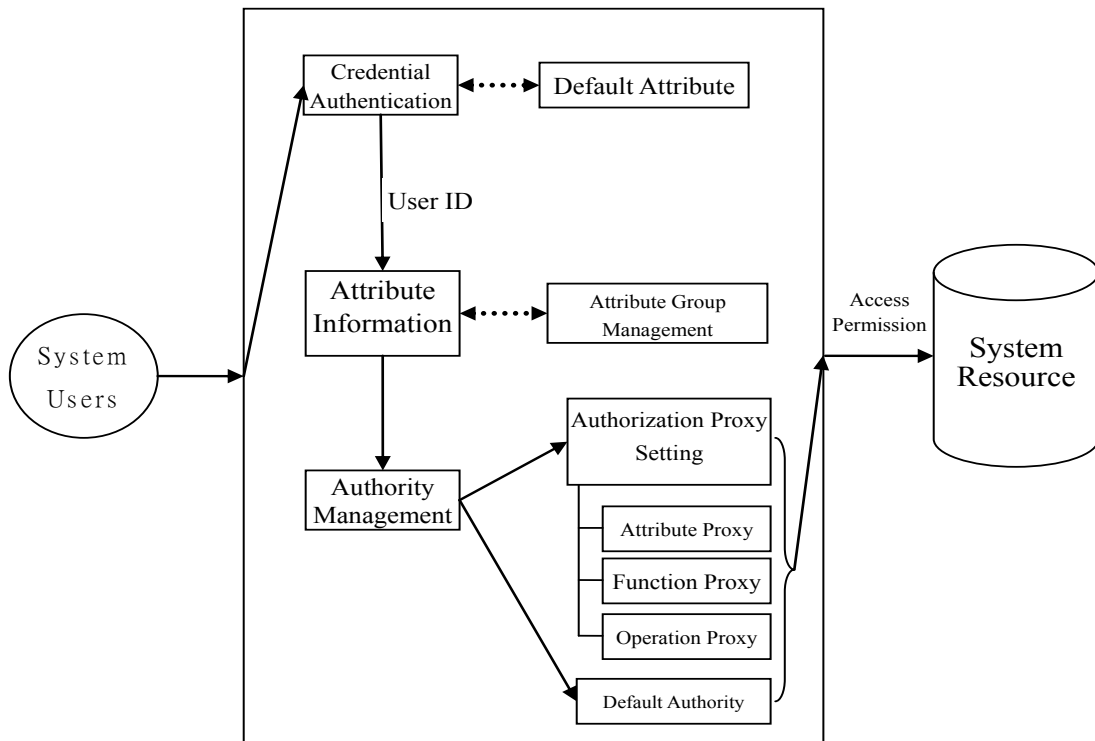 Credential
Authentication
Default Attribute
User ID
Attribute
Information
Attribute Group
Management
Access
Permission
System
Resource
System
Users
Authorization Proxy
Setting
Authority
Management
Attribute Proxy
Function Proxy
Operation Proxy
Default Authority